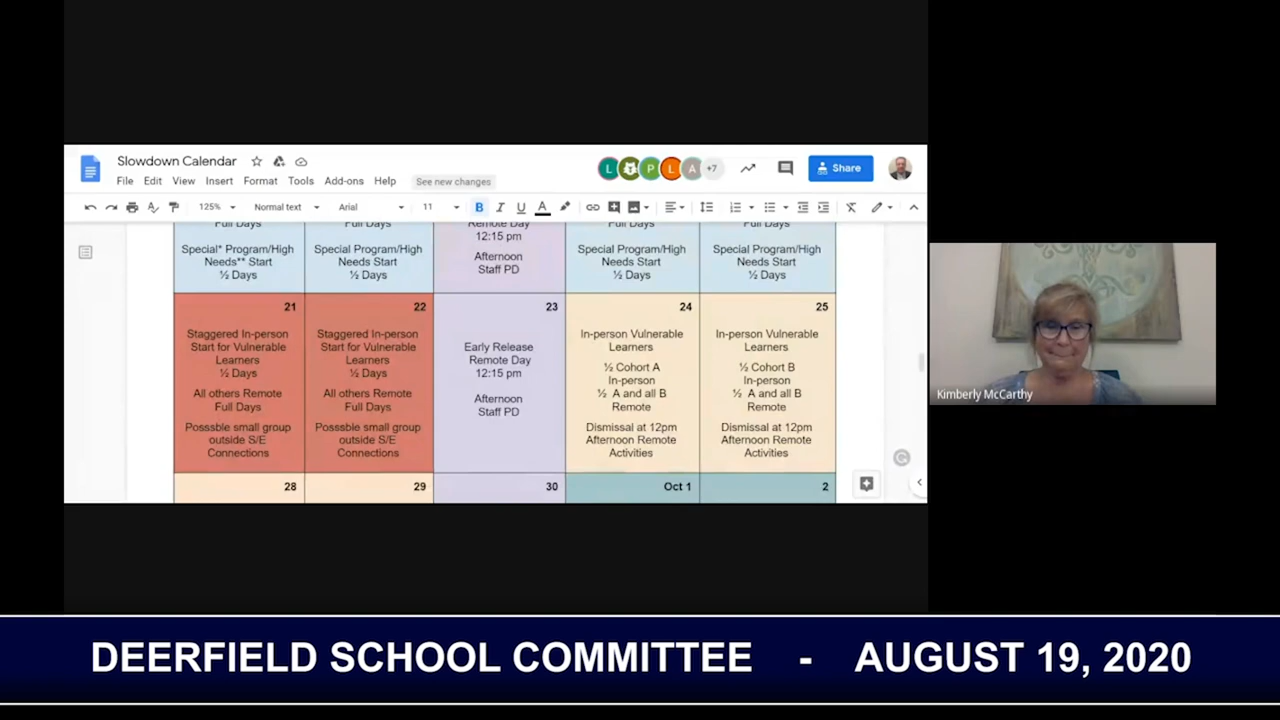 Slowdown Calendar
L P L A +7 Share
File Edit View Insert Format Tools Add-ons Help See new changes
125% Normal text Arial 11 B I U A
Full Days
Special* Program/High
Needs** Start
½ Days
Full Days
Special Program/High
Needs Start
½ Days
Remote Day
12:15 pm
Afternoon
Staff PD
Full Days
Special Program/High
Needs Start
½ Days
Full Days
Special Program/High
Needs Start
½ Days
21
Staggered In-person
Start for Vulnerable
Learners
½ Days
All others Remote
Full Days
Posssble small group
outside S/E
Connections
22
Staggered In-person
Start for Vulnerable
Learners
½ Days
All others Remote
Full Days
Posssble small group
outside S/E
Connections
23
Early Release
Remote Day
12:15 pm
Afternoon
Staff PD
24
In-person Vulnerable
Learners
½ Cohort A
In-person
½ A and all B
Remote
Dismissal at 12pm
Afternoon Remote
Activities
25
In-person Vulnerable
Learners
½ Cohort B
In-person
½ A and all B
Remote
Dismissal at 12pm
Afternoon Remote
Activities
28
29
30
Oct 1
2
Kimberly McCarthy
DEERFIELD SCHOOL COMMITTEE - AUGUST 19, 2020